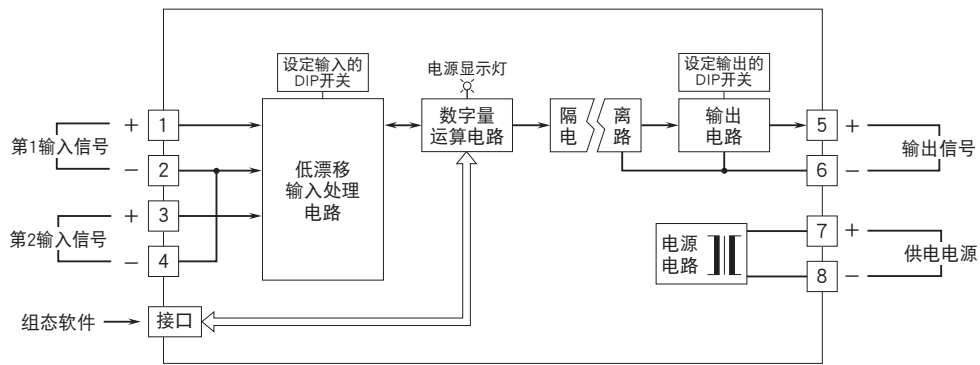 设定输入的
DIP开关
电源显示灯
设定输出的
DIP开关
第1输入信号
+ 1
- 2
第2输入信号
+ 3
- 4
低漂移
输入处理
电路
数字量
运算电路
隔 离
电 路
输出
电路
5 +
6 -
输出信号
电源
电路
7 +
8 -
供电电源
组态软件
接口